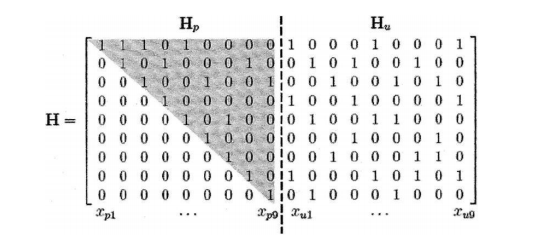 H_p H_u
1 1 1 0 1 0 0 0 0 1 0 0 0 1 0 0 0 1
0 1 0 1 0 0 0 1 0 0 1 0 1 0 0 1 0 0
0 0 1 0 0 1 0 0 1 0 0 1 0 0 1 0 1 0
0 0 0 1 0 0 0 0 0 1 0 0 1 0 0 0 0 1
H = 0 0 0 0 1 0 1 0 0 0 1 0 0 1 1 0 0 0
0 0 0 0 0 1 0 0 0 0 0 0 1 0 0 0 1 0
0 0 0 0 0 0 1 0 0 0 0 1 0 0 0 1 1 0
0 0 0 0 0 0 0 1 0 1 0 0 0 1 0 1 0 1
0 0 0 0 0 0 0 0 1 0 1 0 0 0 1 0 0 0
x_p1 ... x_p9 x_u1 ... x_u9